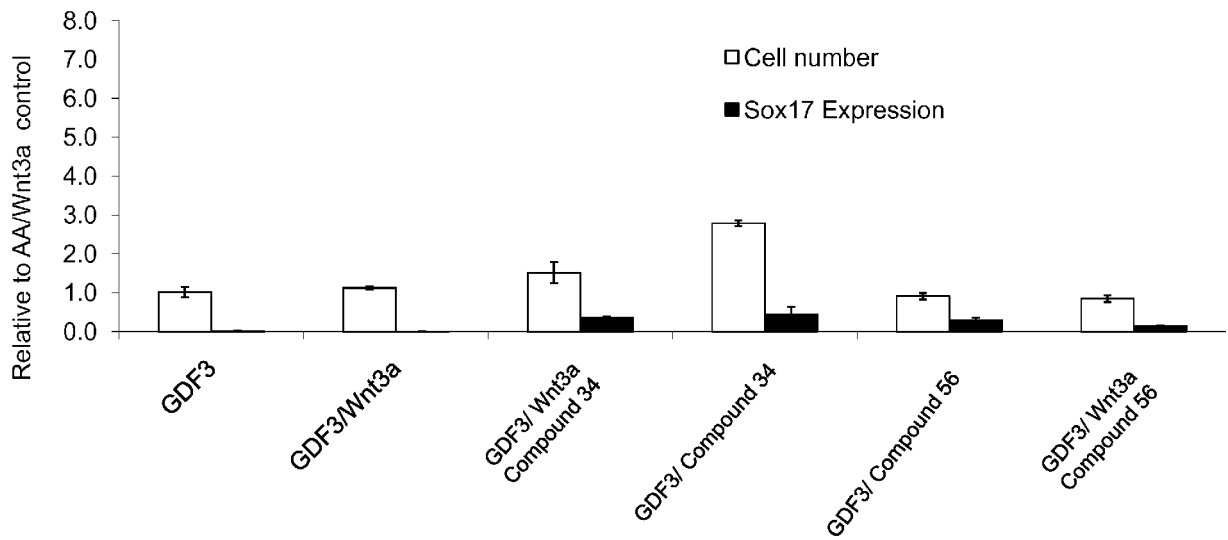 8.0
7.0
6.0
5.0
4.0
3.0
2.0
1.0
0.0
Relative to AA/Wnt3a control
Cell number
Sox17 Expression
GDF3
GDF3/Wnt3a
GDF3/ Wnt3a
Compound 34
GDF3/ Compound 34
GDF3/ Compound 56
GDF3/ Wnt3a
Compound 56